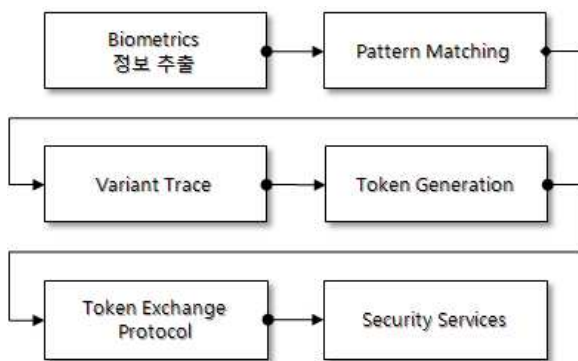 Biometrics
정보 추출
Pattern Matching
Variant Trace
Token Generation
Token Exchange
Protocol
Security Services